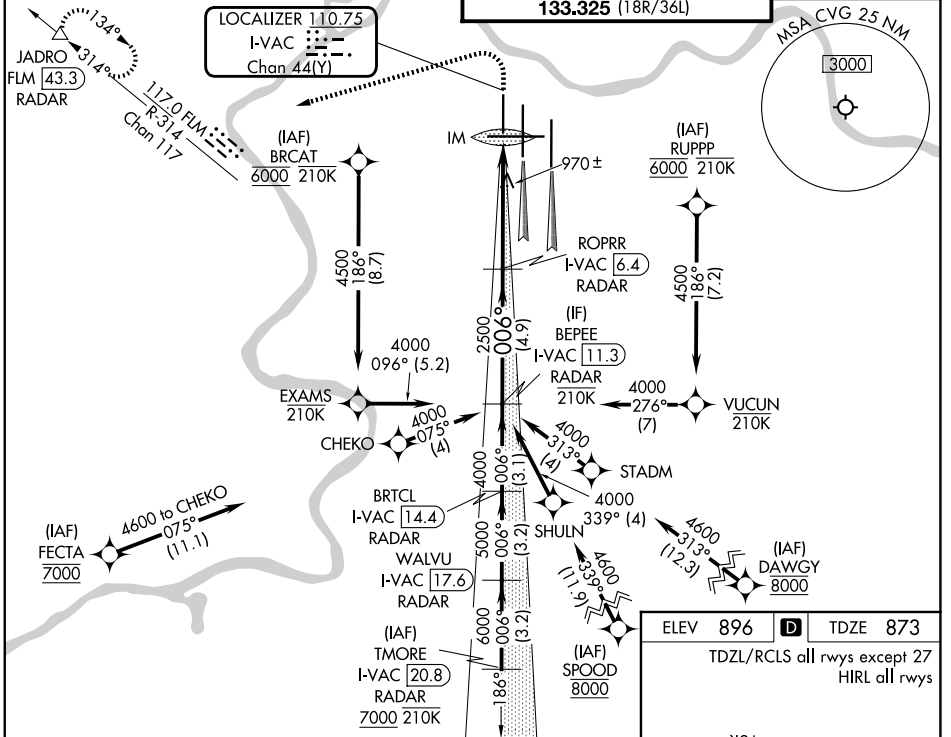 133.325 (18R/36L)
LOCALIZER 110.75
I-VAC
Chan 44(Y)
134°
314°
JADRO
FLM 43.3
RADAR
117.0 FLM
R-314
Chan 117
MSA CVG 25 NM
3000
IM
970 ±
(IAF)
BRCAT
6000 210K
(IAF)
RUPPP
6000 210K
4500
186°
(8.7)
4500
186°
(7.2)
ROPRR
I-VAC 6.4
RADAR
2500
006°
(4.9)
(IF)
BEPEE
I-VAC 11.3
RADAR
210K
4000
096° (5.2)
EXAMS
210K
4000
276°
(7)
VUCUN
210K
CHEKO
4000
075°
(4)
4000
313°
(4)
STADM
4000
006°
(3.1)
4000
339° (4)
SHULN
BRTCL
I-VAC 14.4
RADAR
5000
006°
(3.2)
WALVU
I-VAC 17.6
RADAR
4600 to CHEKO
075°
(11.1)
(IAF)
FECTA
7000
4600
313°
(12.3)
(IAF)
DAWGY
8000
4600
339°
(11.9)
(IAF)
SPOOD
8000
6000
006°
(3.2)
(IAF)
TMORE
I-VAC 20.8
RADAR
7000 210K
186°
ELEV 896 D TDZE 873
TDZL/RCLS all rwys except 27
HIRL all rwys